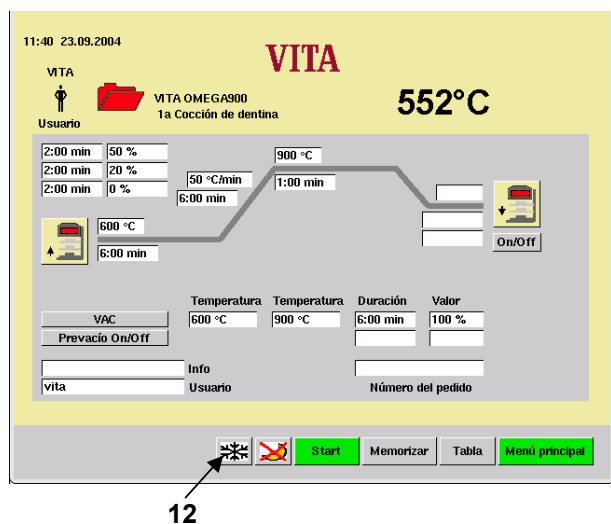 11:40 23.09.2004
VITA
VITA
Usuario
VITA OMEGA900
1a Cocción de dentina
552°C
2:00 min 50 %
2:00 min 20 %
2:00 min 0 %
50 °C/min
6:00 min
900 °C
1:00 min
600 °C
6:00 min
On/Off
Temperatura Temperatura Duración Valor
VAC 600 °C 900 °C 6:00 min 100 %
Prevacío On/Off
Info
vita Usuario Número del pedido
Start Memorizar Tabla Menú principal
12